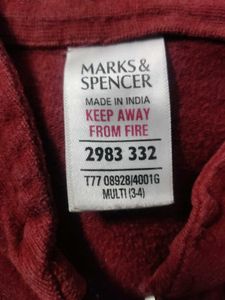 MARKS &
SPENCER
MADE IN INDIA
KEEP AWAY
FROM FIRE
2983 332
T77 08928/4001G
MULTI (3-4)